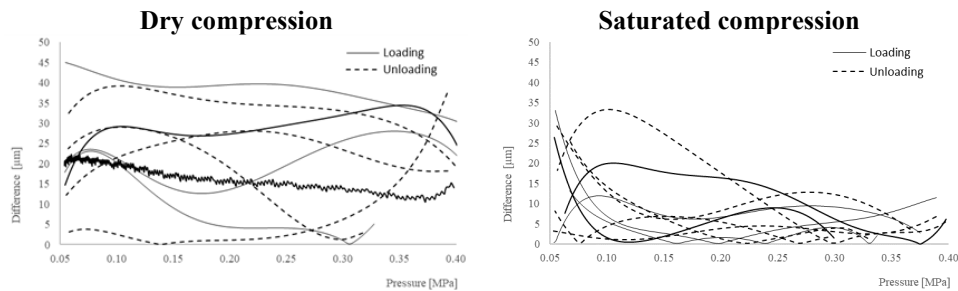 Dry compression
50
45
40
35
30
25
20
15
10
5
0
Difference [μm]
Loading
Unloading
0.05 0.10 0.15 0.20 0.25 0.30 0.35 0.40
Pressure [MPa]
Saturated compression
50
45
40
35
30
25
20
15
10
5
0
Difference [μm]
Loading
Unloading
0.05 0.10 0.15 0.20 0.25 0.30 0.35 0.40
Pressure [MPa]